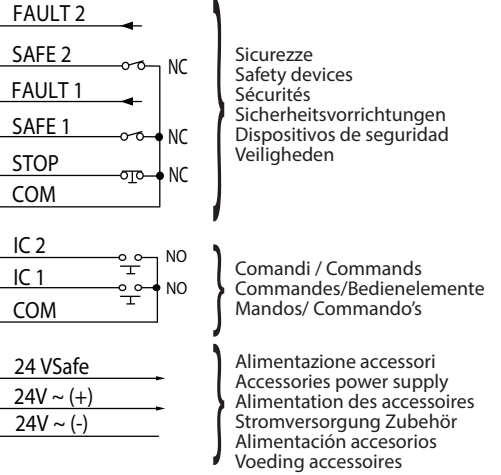 FAULT 2
SAFE 2
NC
FAULT 1
SAFE 1
NC
STOP
NC
COM
Sicurezze
Safety devices
Sécurités
Sicherheitsvorrichtungen
Dispositivos de seguridad
Veiligheden
IC 2
NO
IC 1
NO
COM
Comandi / Commands
Commandes/Bedienelemente
Mandos/ Commando's
24 VSafe
24V ~ (+)
24V ~ (-)
Alimentazione accessori
Accessories power supply
Alimentation des accessoires
Stromversorgung Zubehör
Alimentación accesorios
Voeding accessoires